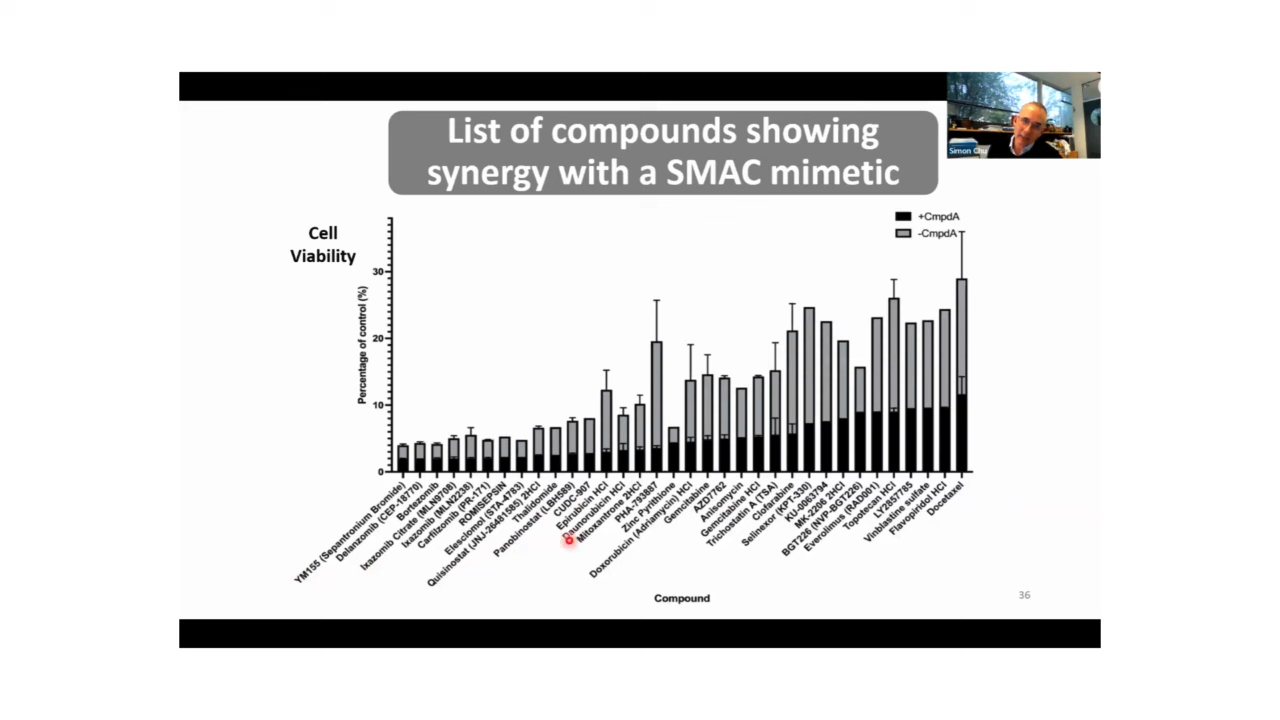 List of compounds showing
synergy with a SMAC mimetic
Simon Chu
Cell
Viability
+CmpdA
-CmpdA
Percentage of control (%)
30
20
10
0
YM155 (Sepantronium Bromide)
Delanzomib (CEP-18770)
Bortezomib
Ixazomib Citrate (MLN9708)
Ixazomib (MLN2238)
Carfilzomib (PR-171)
ROMISEPSIN
Elesclomol (STA-4783)
Quisinostat (JNJ-26481585) 2HCl
Thalidomide
Panobinostat (LBH589)
CUDC-907
Epirubicin HCl
Daunorubicin HCl
Mitoxantrone 2HCl
PHA-793887
Zinc Pyritione
Doxorubicin (Adriamycin) HCl
Gemcitabine
AZD7762
Anisomycin
Gemcitabine HCl
Trichostatin A (TSA)
Clofarabine
Selinexor (KPT-330)
KU-0063794
MK-2206 2HCl
BGT226 (NVP-BGT226)
Everolimus (RAD001)
Topotecan HCl
LY2857785
Vinblastine sulfate
Flavopiridol HCl
Docetaxel
Compound
36